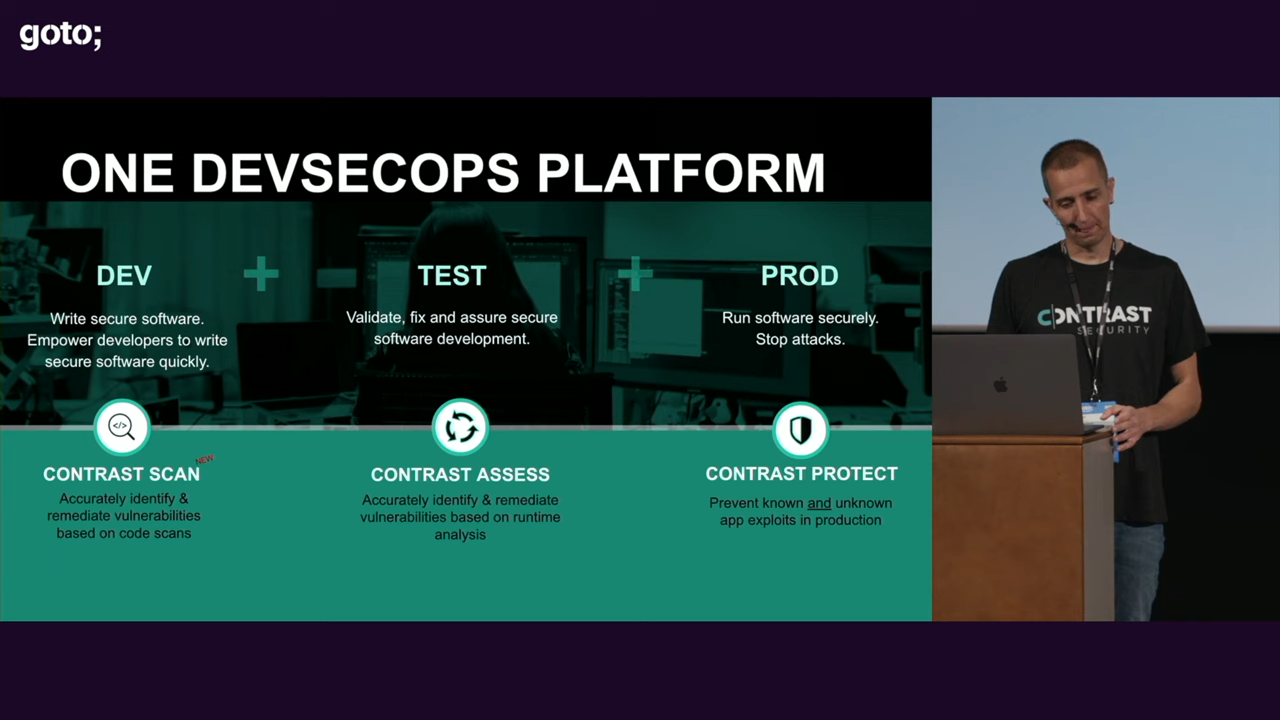 goto;
ONE DEVSECOPS PLATFORM
DEV
Write secure software.
Empower developers to write
secure software quickly.
TEST
Validate, fix and assure secure
software development.
PROD
Run software securely.
Stop attacks.
CONTRAST SCAN NEW
Accurately identify &
remediate vulnerabilities
based on code scans
CONTRAST ASSESS
Accurately identify & remediate
vulnerabilities based on runtime
analysis
CONTRAST PROTECT
Prevent known and unknown
app exploits in production
CONTRAST
SECURITY